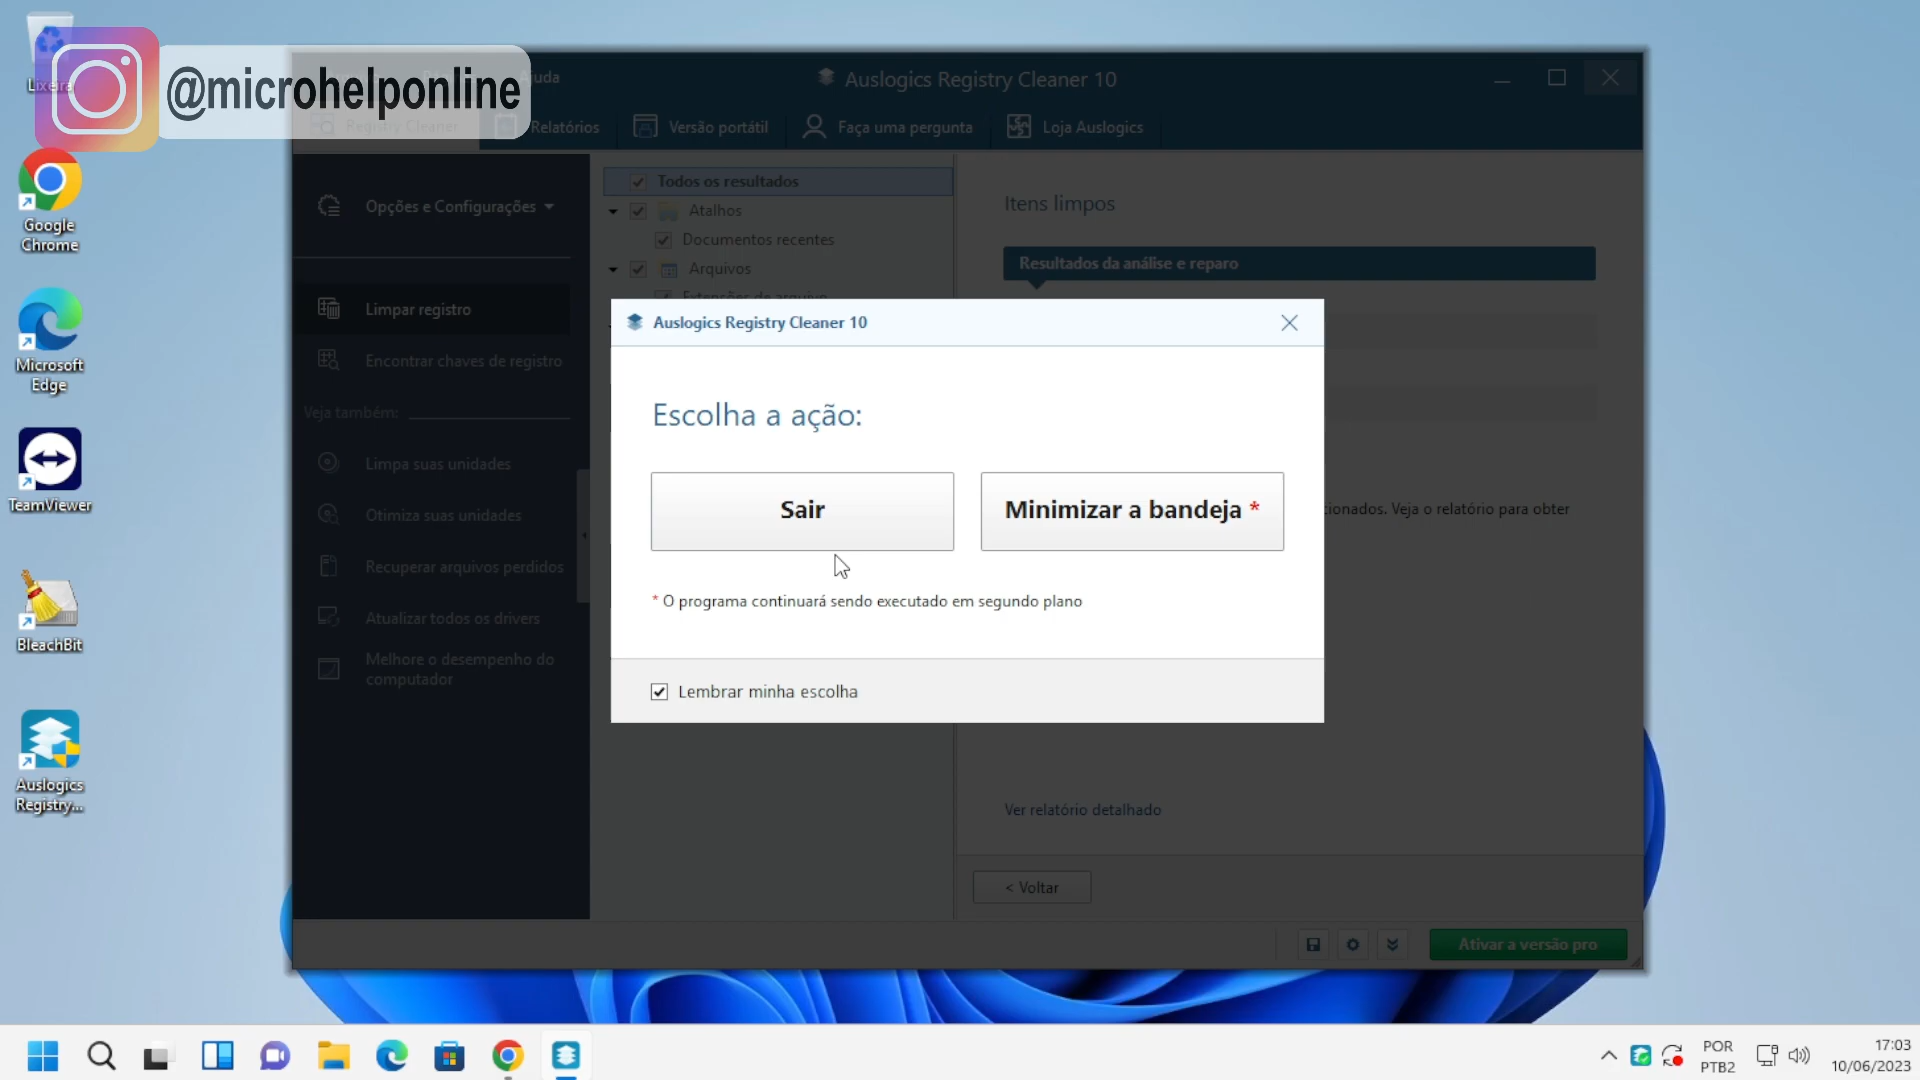 Lixeira
@microhelponline
Ajuda
Auslogics Registry Cleaner 10
Registry Cleaner
Relatórios
Versão portátil
Faça uma pergunta
Loja Auslogics
Google
Chrome
Microsoft
Edge
TeamViewer
BleachBit
Auslogics
Registry...
Opções e Configurações
Limpar registro
Encontrar chaves de registro
Veja também:
Limpa suas unidades
Otimiza suas unidades
Recuperar arquivos perdidos
Atualizar todos os drivers
Melhore o desempenho do
computador
Todos os resultados
Atalhos
Documentos recentes
Arquivos
Extensões de arquivo
Itens limpos
Resultados da análise e reparo
Auslogics Registry Cleaner 10
Escolha a ação:
Sair
Minimizar a bandeja *
* O programa continuará sendo executado em segundo plano
Lembrar minha escolha
cionados. Veja o relatório para obter
Ver relatório detalhado
< Voltar
Ativar a versão pro
POR
PTB2
17:03
10/06/2023